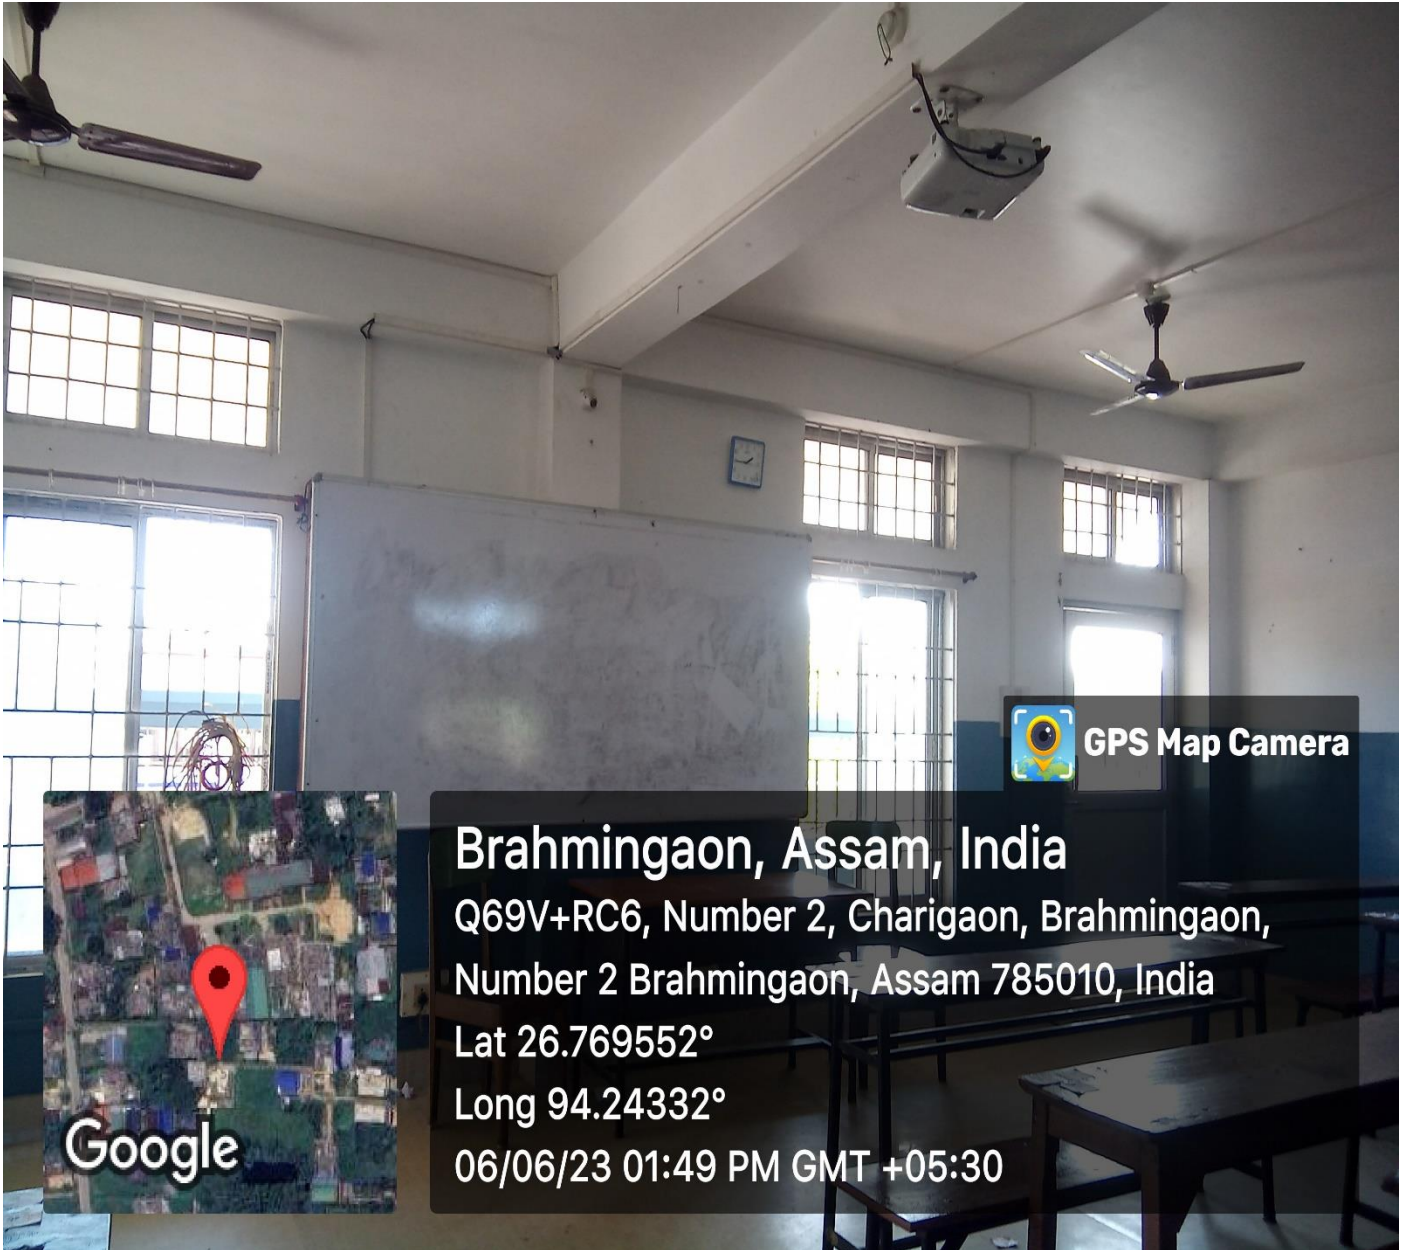 GPS Map Camera
Brahmingaon, Assam, India
Q69V+RC6, Number 2, Charigaon, Brahmingaon,
Number 2 Brahmingaon, Assam 785010, India
Lat 26.769552°
Long 94.24332°
06/06/23 01:49 PM GMT +05:30
Google